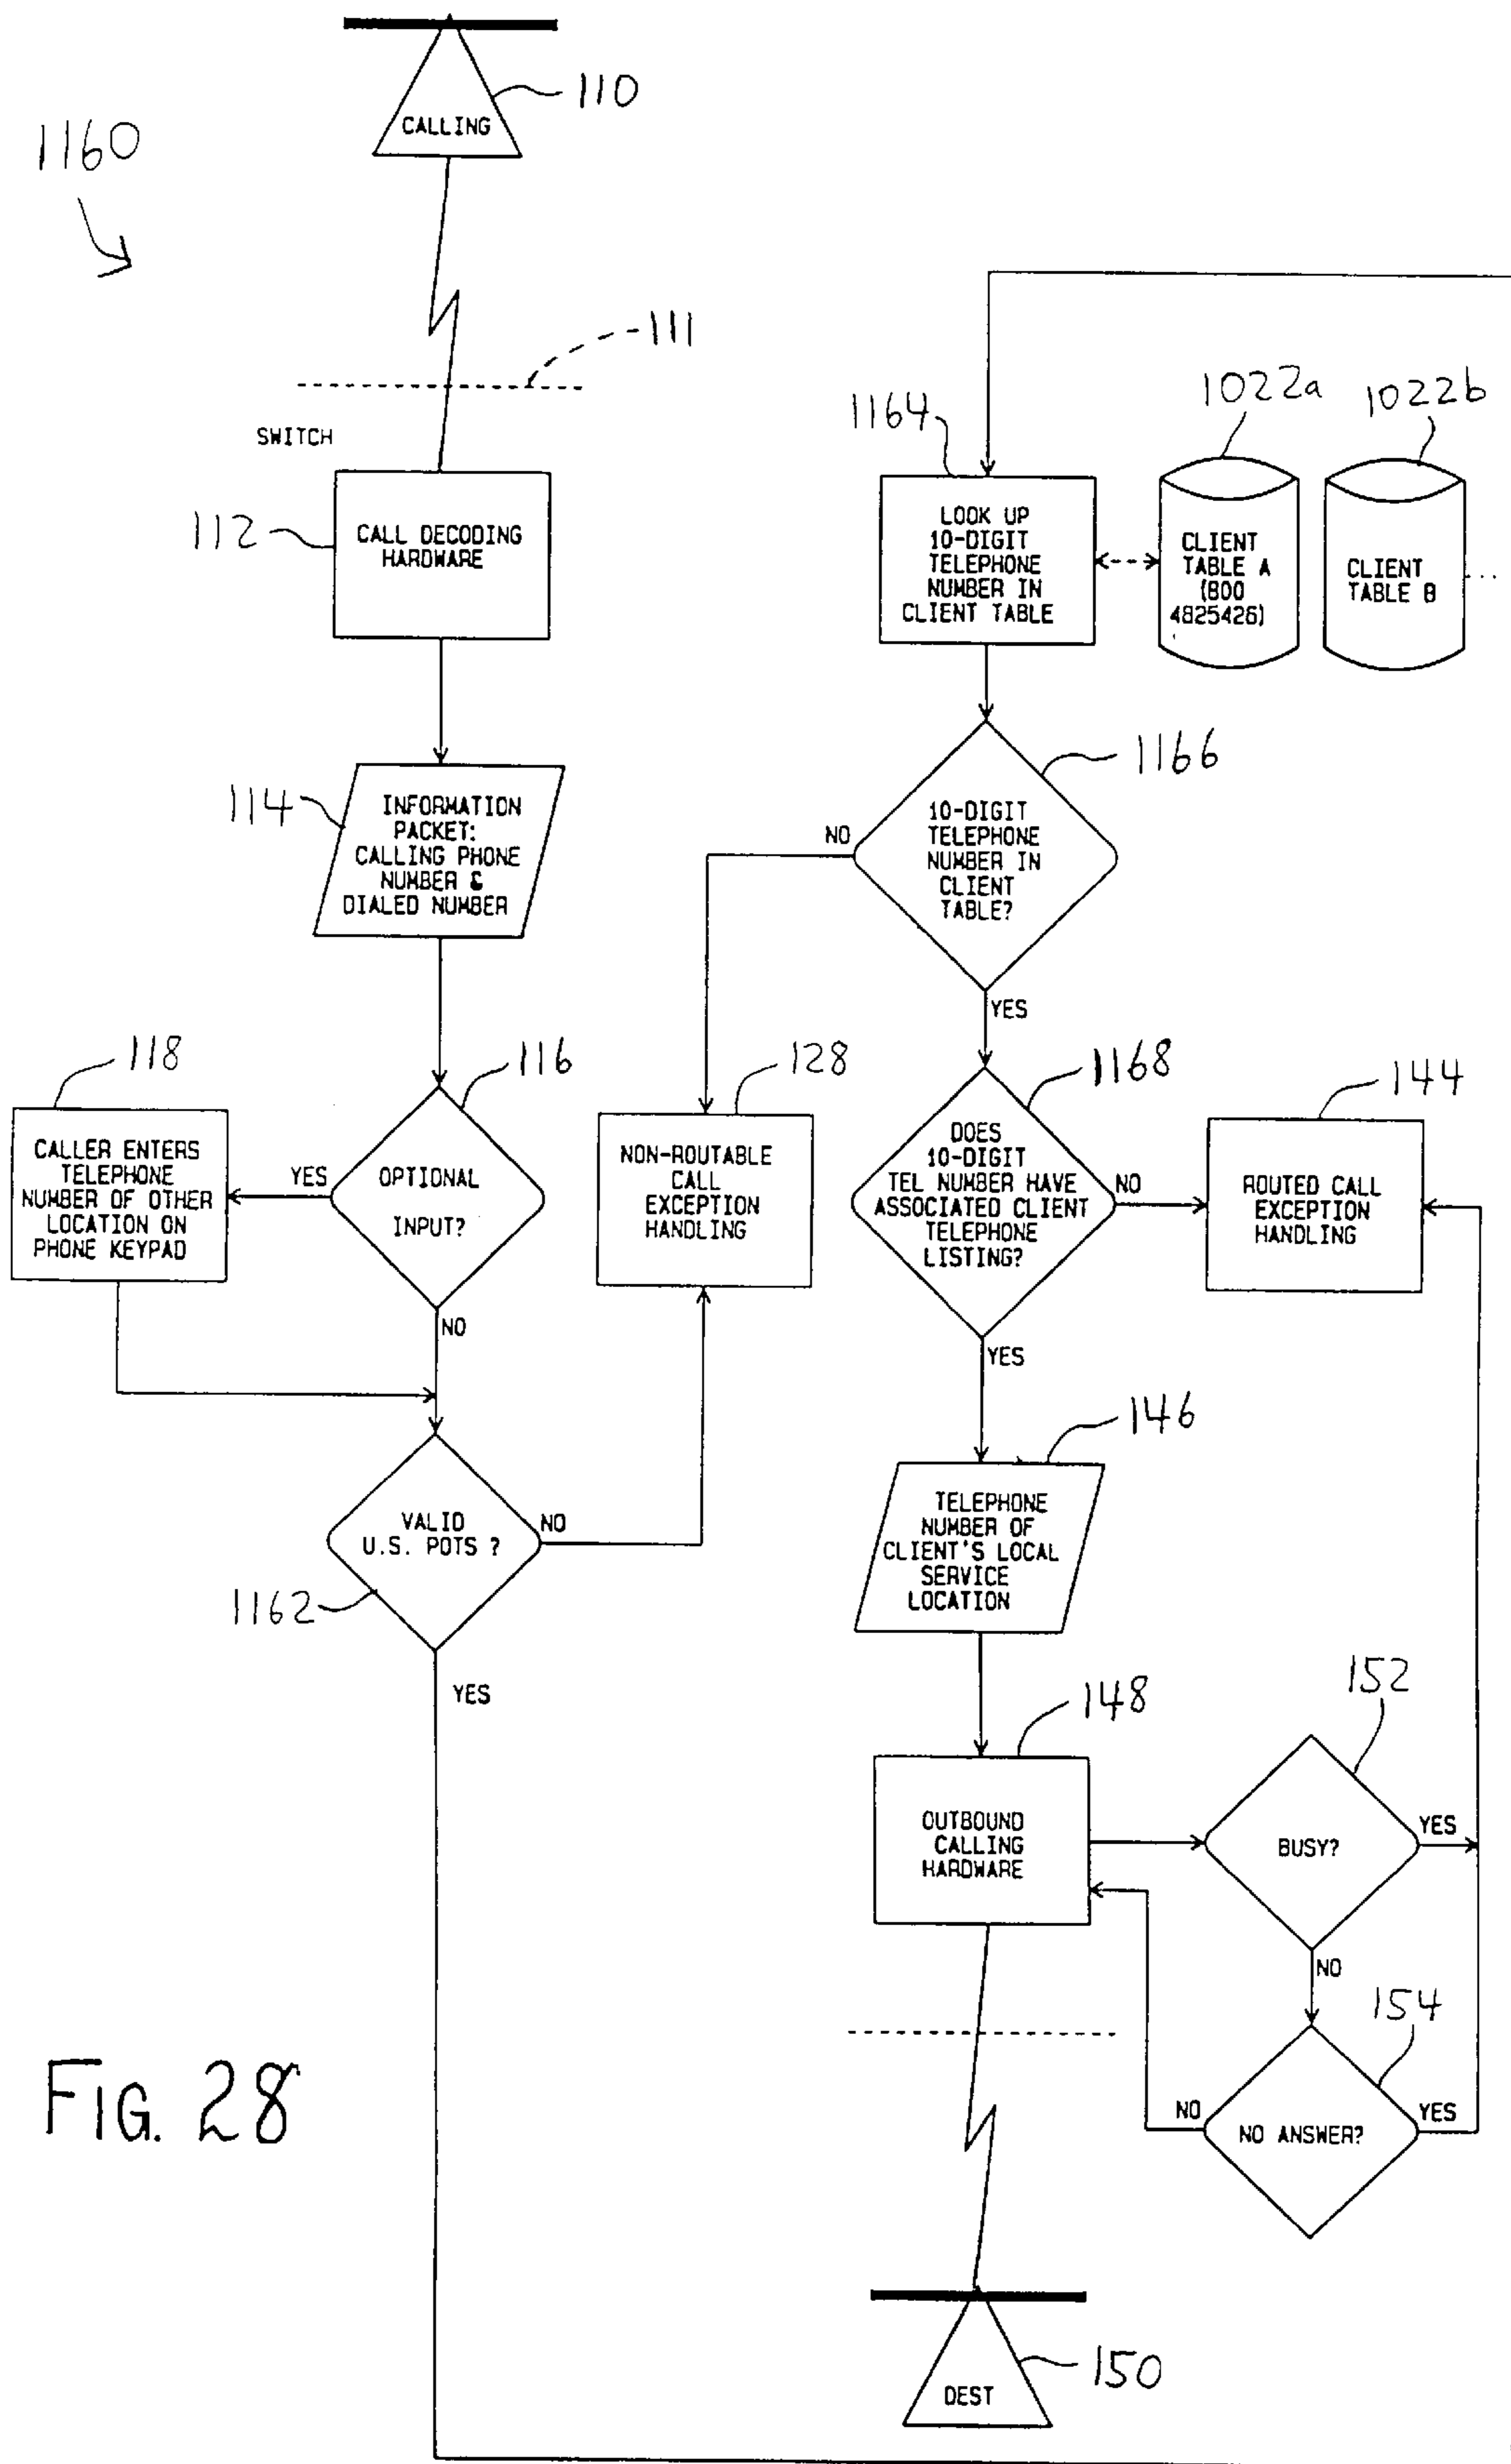 1160
CALLING
110
111
SWITCH
112
CALL DECODING
HARDWARE
114
INFORMATION
PACKET:
CALLING PHONE
NUMBER &
DIALED NUMBER
118
CALLER ENTERS
TELEPHONE
NUMBER OF OTHER
LOCATION ON
PHONE KEYPAD
YES
116
OPTIONAL
INPUT?
NO
VALID
U.S. POTS ?
NO
1162
YES
128
NON-ROUTABLE
CALL
EXCEPTION
HANDLING
1164
LOOK UP
10-DIGIT
TELEPHONE
NUMBER IN
CLIENT TABLE
1022a
CLIENT
TABLE A
(800
4825426)
1022b
CLIENT
TABLE B
...
1166
10-DIGIT
TELEPHONE
NUMBER IN
CLIENT
TABLE?
NO
YES
1168
DOES
10-DIGIT
TEL NUMBER HAVE
ASSOCIATED CLIENT
TELEPHONE
LISTING?
NO
YES
144
ROUTED CALL
EXCEPTION
HANDLING
146
TELEPHONE
NUMBER OF
CLIENT'S LOCAL
SERVICE
LOCATION
148
OUTBOUND
CALLING
HARDWARE
152
BUSY?
YES
NO
154
NO ANSWER?
NO
YES
150
DEST
FIG. 28